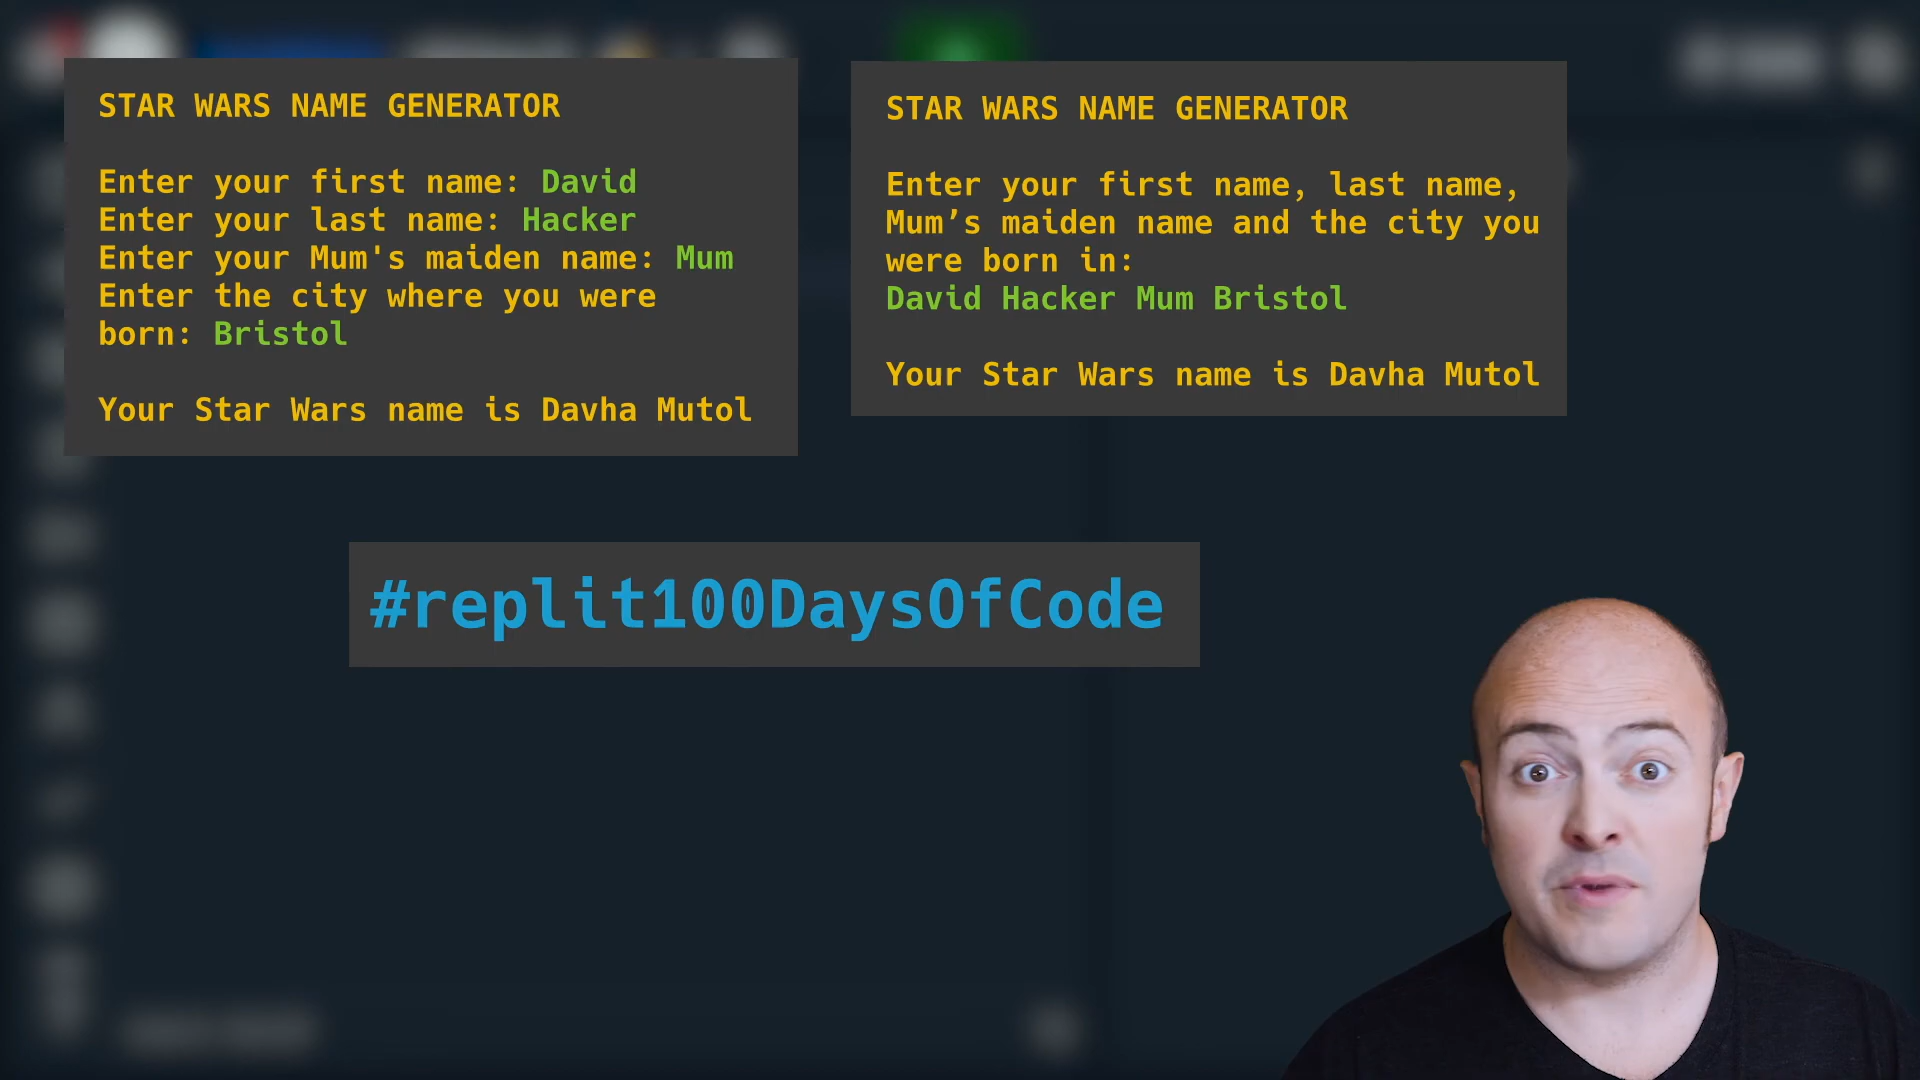 STAR WARS NAME GENERATOR
Enter your first name: David
Enter your last name: Hacker
Enter your Mum's maiden name: Mum
Enter the city where you were
born: Bristol
Your Star Wars name is Davha Mutol
STAR WARS NAME GENERATOR
Enter your first name, last name,
Mum’s maiden name and the city you
were born in:
David Hacker Mum Bristol
Your Star Wars name is Davha Mutol
#replit100DaysOfCode